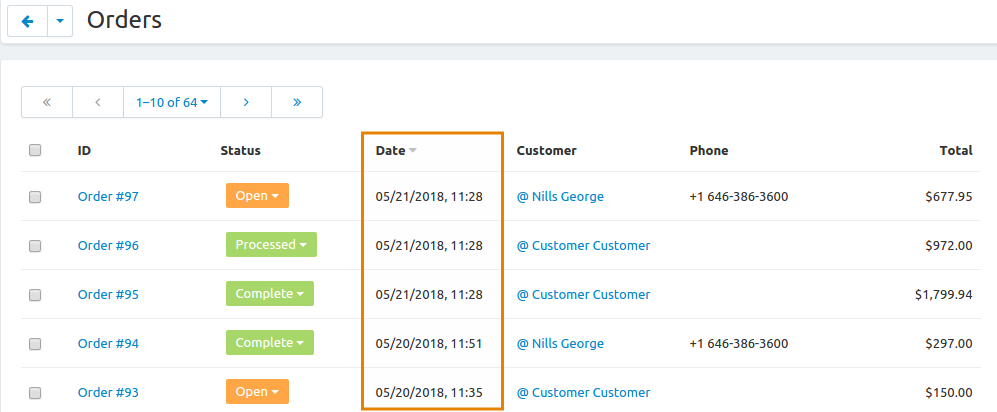 Orders
1–10 of 64
ID Status Date Customer Phone Total
Order #97 Open 05/21/2018, 11:28 @ Nills George +1 646-386-3600 $677.95
Order #96 Processed 05/21/2018, 11:28 @ Customer Customer $972.00
Order #95 Complete 05/21/2018, 11:28 @ Customer Customer $1,799.94
Order #94 Complete 05/20/2018, 11:51 @ Nills George +1 646-386-3600 $297.00
Order #93 Open 05/20/2018, 11:35 @ Customer Customer $150.00